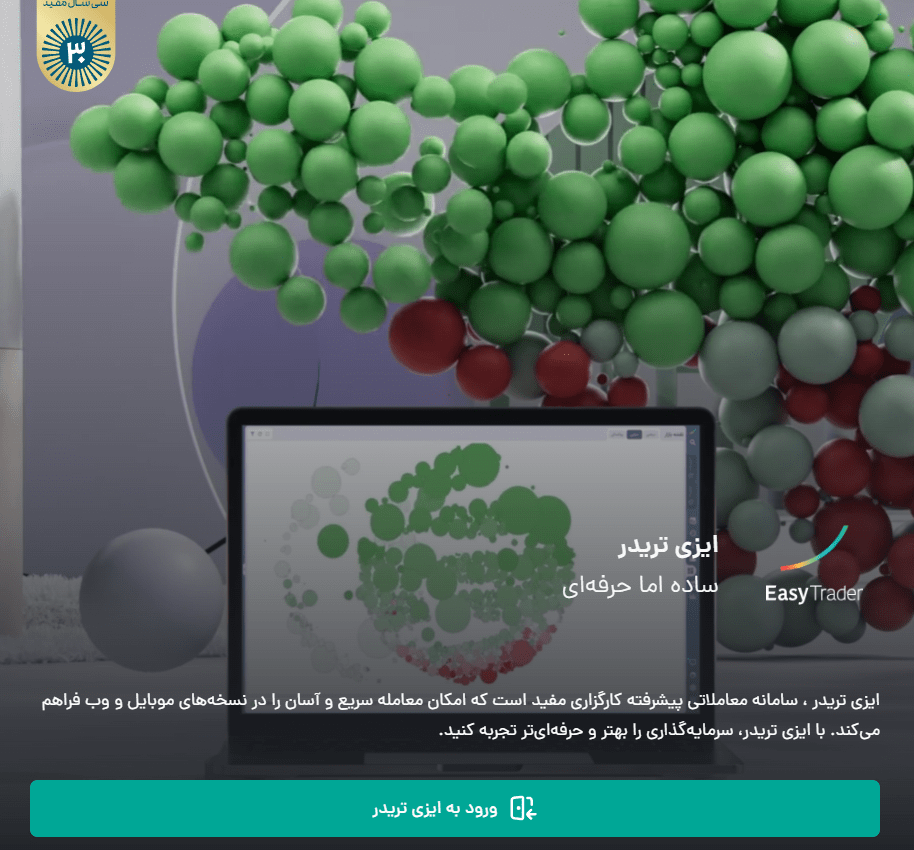 سی سال مفید
۳۰
ایزی تریدر
ساده اما حرفه‌ای
EasyTrader
ایزی تریدر ، سامانه معاملاتی پیشرفته کارگزاری مفید است که امکان معامله سریع و آسان را در نسخه‌های موبایل و وب فراهم
می‌کند. با ایزی تریدر، سرمایه‌گذاری را بهتر و حرفه‌ای‌تر تجربه کنید.
ورود به ایزی تریدر